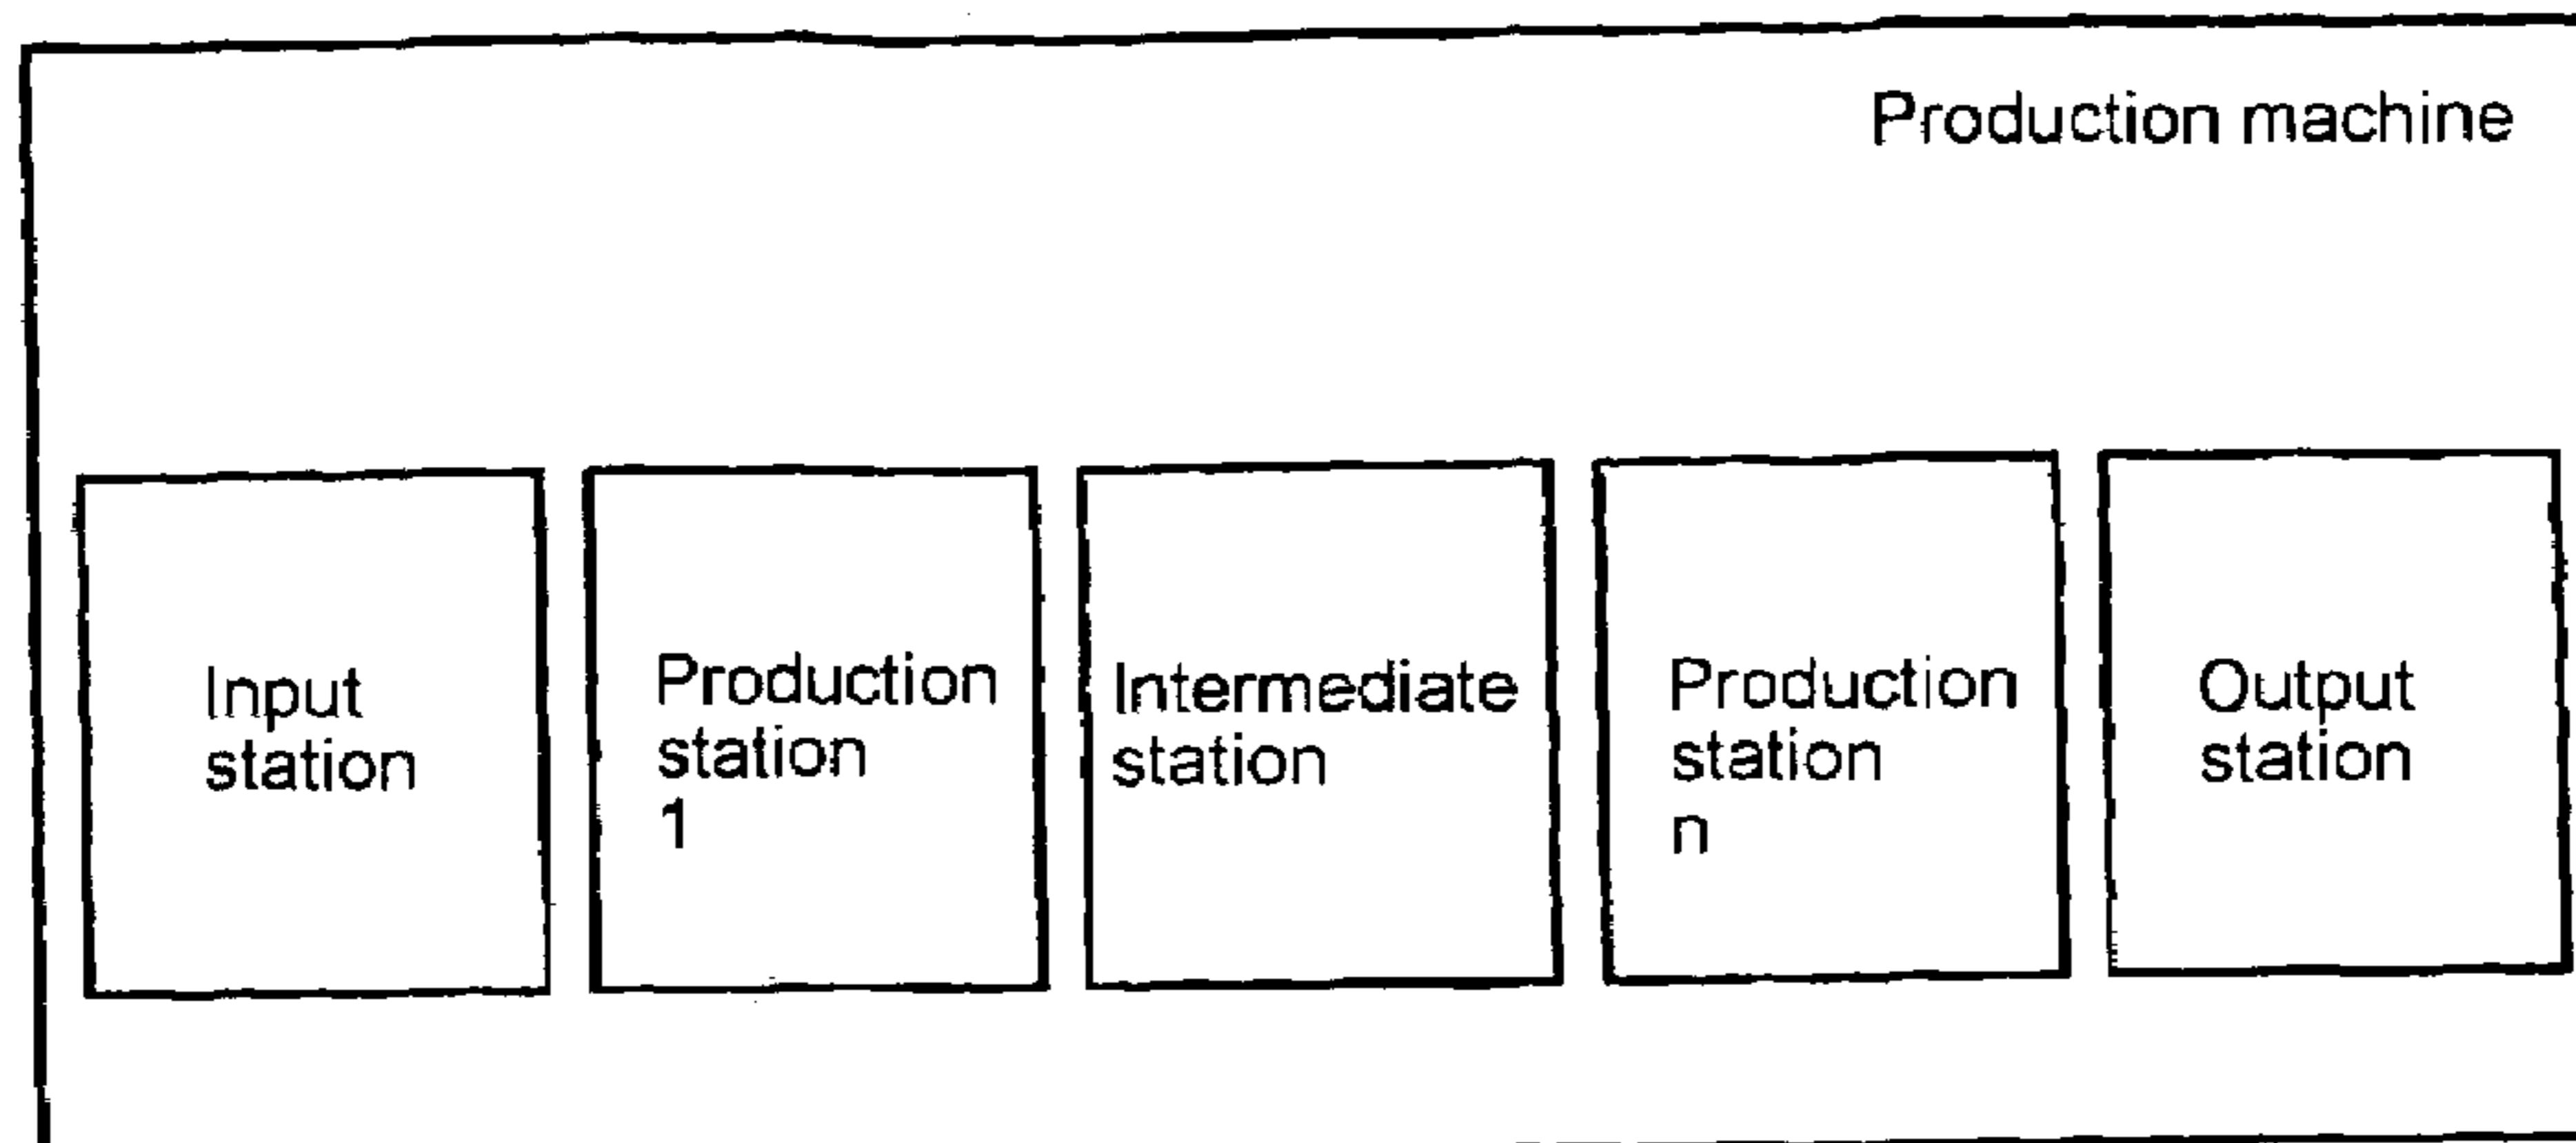 Production machine
Input
station
Production
station
1
Intermediate
station
Production
station
n
Output
station